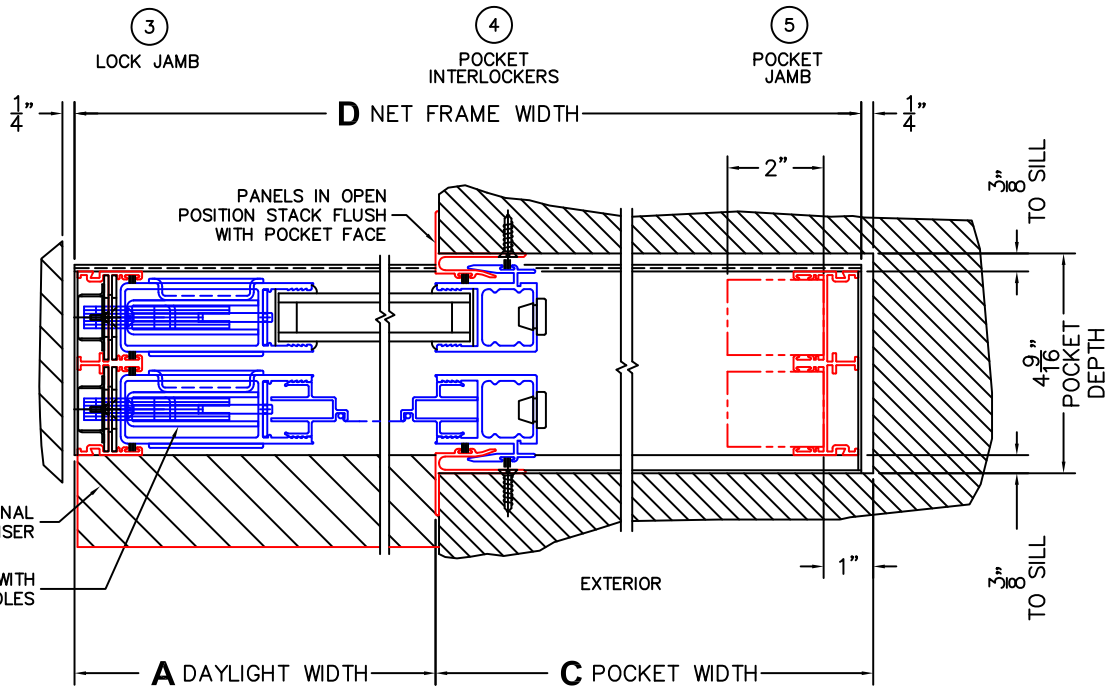 3
LOCK JAMB
4
POCKET
INTERLOCKERS
5
POCKET
JAMB
1/4"
D NET FRAME WIDTH
1/4"
2"
3/8"
TO SILL
PANELS IN OPEN
POSITION STACK FLUSH
WITH POCKET FACE
4 9/16"
POCKET
DEPTH
NAL
ISER
WITH
OLES
EXTERIOR
1"
3/8"
TO SILL
A DAYLIGHT WIDTH
C POCKET WIDTH